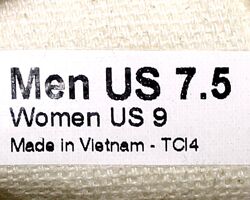 Men US 7.5
Women US 9
Made in Vietnam - TCI4